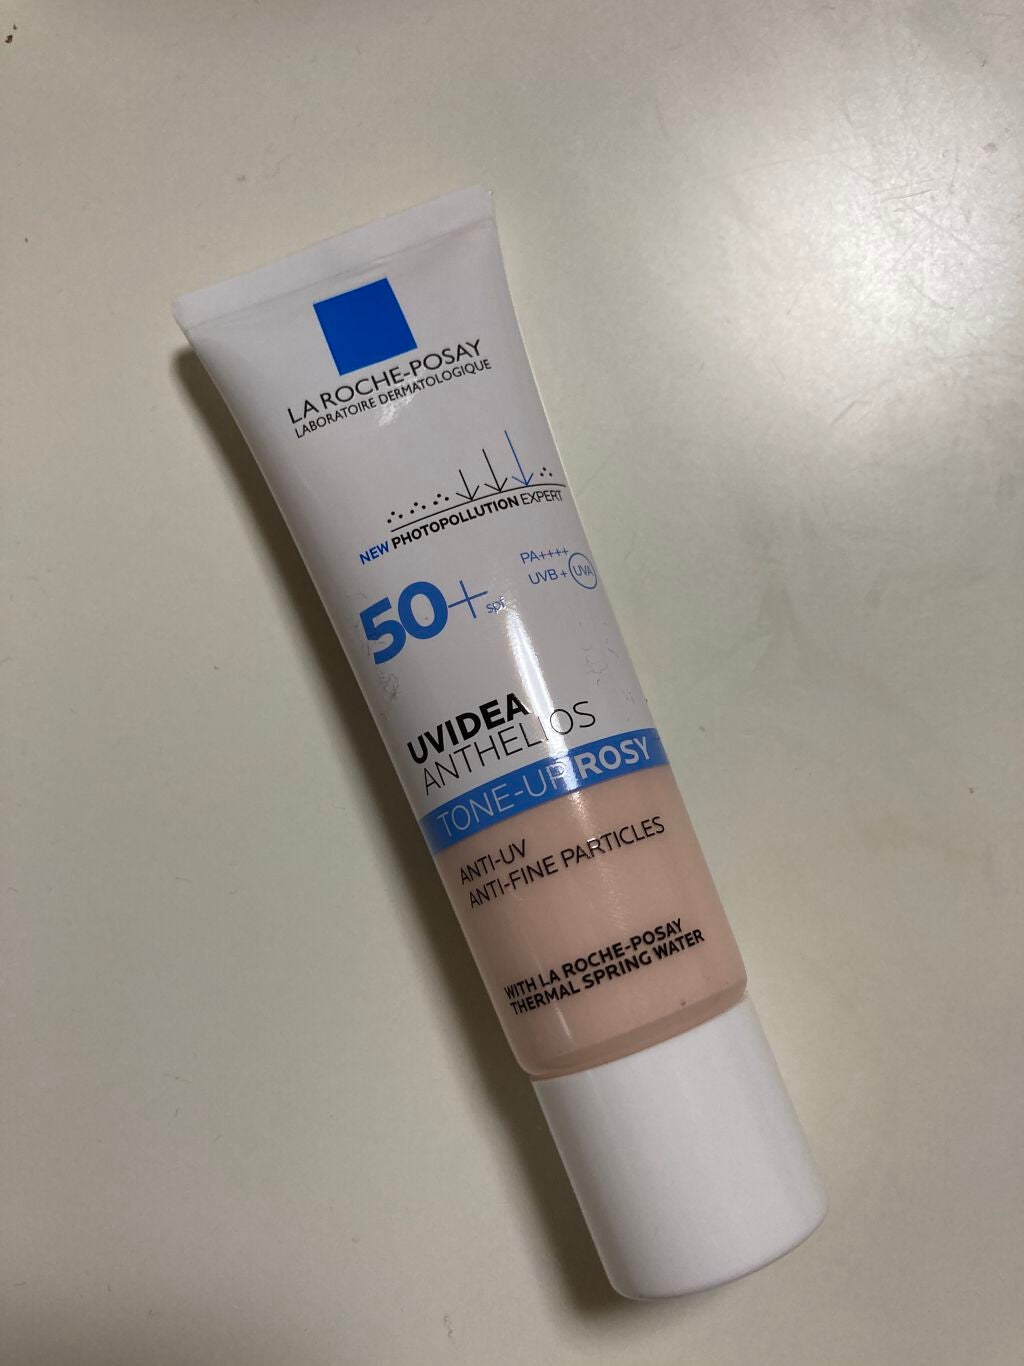 LA ROCHE-POSAY
LABORATOIRE DERMATOLOGIQUE
NEW PHOTOPOLLUTION EXPERT
PA++++
UVB + UVA
50+ spf
UVIDEA
ANTHELIOS
TONE-UP ROSY
ANTI-UV
ANTI-FINE PARTICLES
WITH LA ROCHE-POSAY
THERMAL SPRING WATER